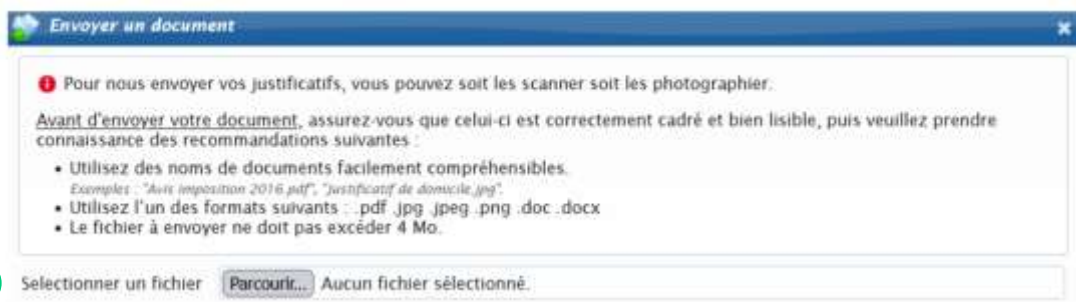 Envoyer un document
Pour nous envoyer vos justificatifs, vous pouvez soit les scanner soit les photographier.
Avant d'envoyer votre document, assurez-vous que celui-ci est correctement cadré et bien lisible, puis veuillez prendre
connaissance des recommandations suivantes :
• Utilisez des noms de documents facilement compréhensibles.
Exemples : "Avis imposition 2016.pdf", "Justificatif de domicile.jpg".
• Utilisez l'un des formats suivants : .pdf .jpg .jpeg .png .doc .docx
• Le fichier à envoyer ne doit pas excéder 4 Mo.
Selectionner un fichier Parcourir... Aucun fichier sélectionné.